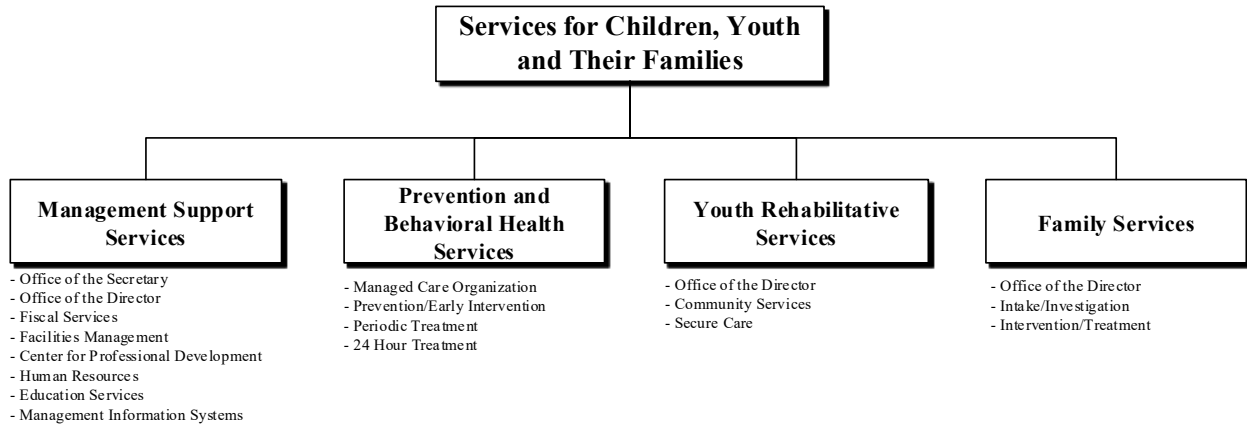 Services for Children, Youth
and Their Families
Management Support
Services
- Office of the Secretary
- Office of the Director
- Fiscal Services
- Facilities Management
- Center for Professional Development
- Human Resources
- Education Services
- Management Information Systems
Prevention and
Behavioral Health
Services
- Managed Care Organization
- Prevention/Early Intervention
- Periodic Treatment
- 24 Hour Treatment
Youth Rehabilitative
Services
- Office of the Director
- Community Services
- Secure Care
Family Services
- Office of the Director
- Intake/Investigation
- Intervention/Treatment